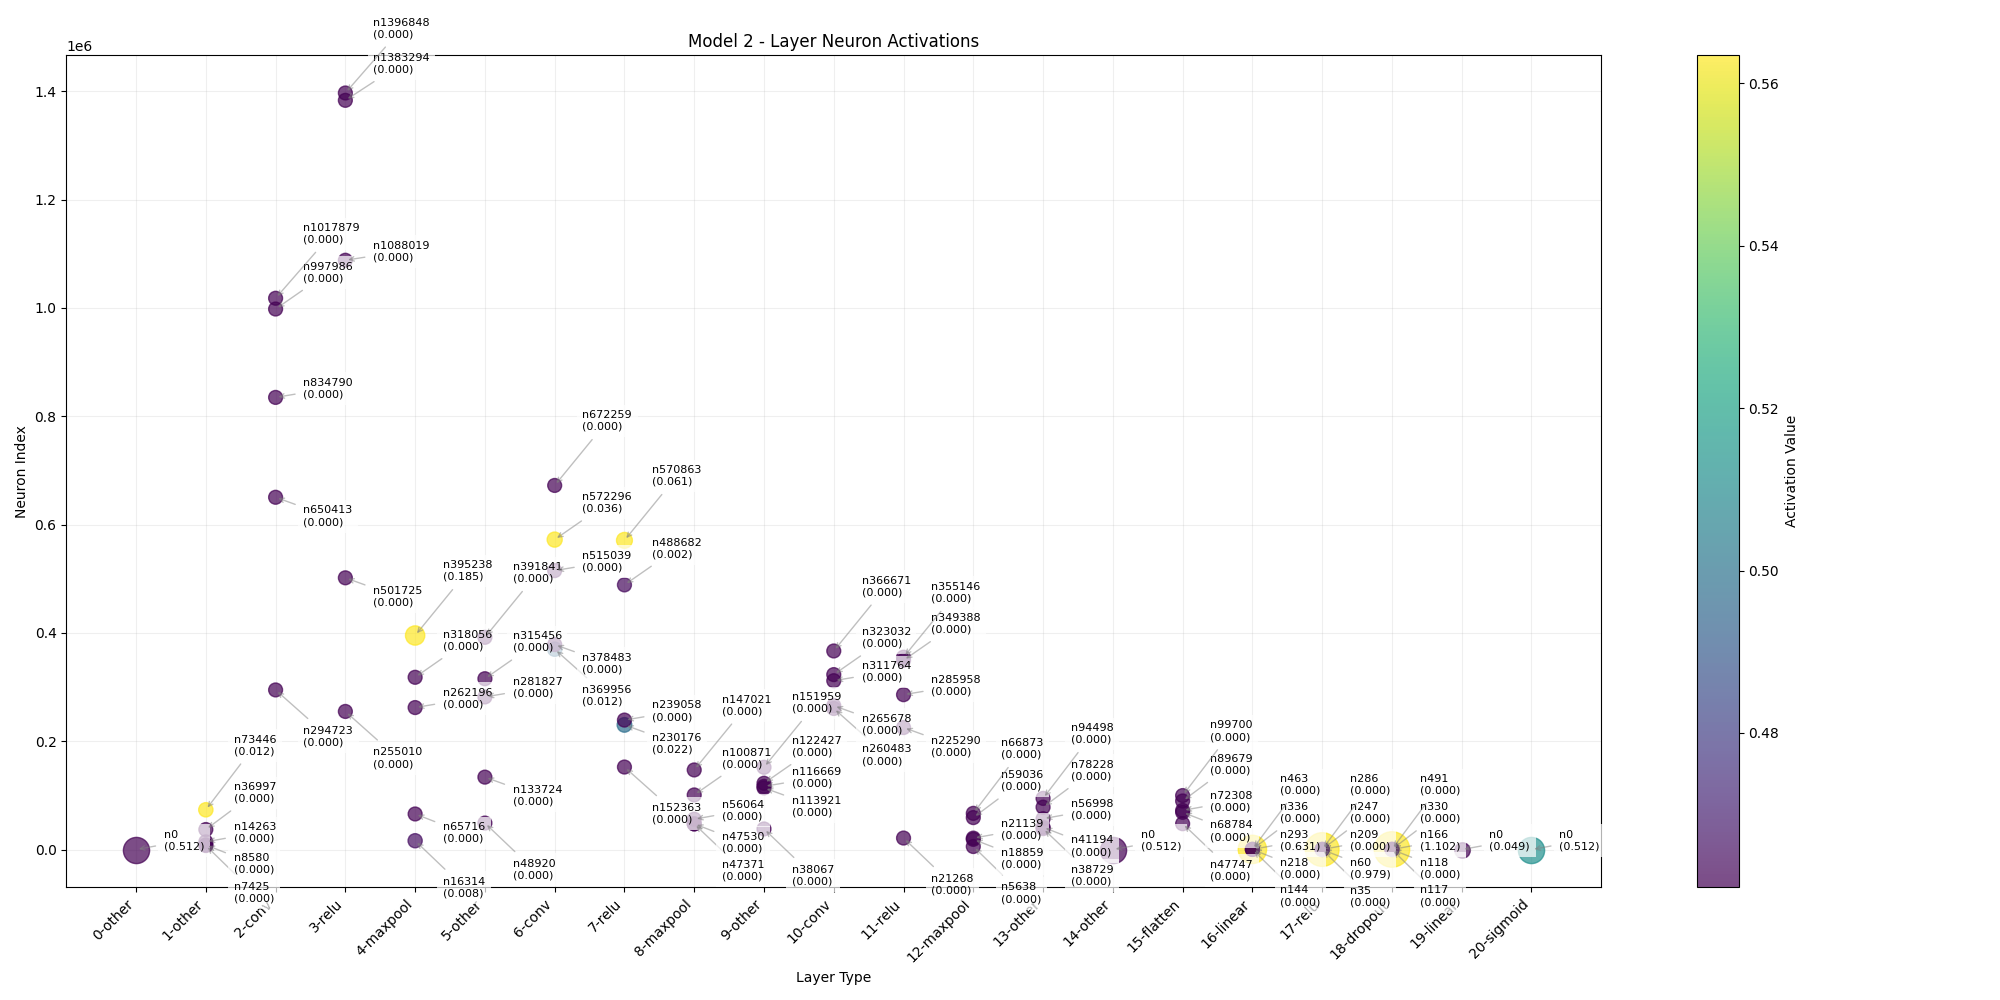 Model 2 - Layer Neuron Activations
1e6
Neuron Index
1.4
1.2
1.0
0.8
0.6
0.4
0.2
0.0
n0
(0.512)
n73446
(0.012)
n36997
(0.000)
n14263
(0.000)
n8580
(0.000)
n7425
(0.000)
n1017879
(0.000)
n997986
(0.000)
n834790
(0.000)
n650413
(0.000)
n294723
(0.000)
n1396848
(0.000)
n1383294
(0.000)
n1088019
(0.000)
n501725
(0.000)
n255010
(0.000)
n395238
(0.185)
n318056
(0.000)
n262196
(0.000)
n65716
(0.000)
n16314
(0.008)
n391841
(0.000)
n315456
(0.000)
n281827
(0.000)
n133724
(0.000)
n48920
(0.000)
n672259
(0.000)
n572296
(0.036)
n515039
(0.000)
n378483
(0.000)
n369956
(0.012)
n570863
(0.061)
n488682
(0.002)
n239058
(0.000)
n230176
(0.022)
n152363
(0.000)
n147021
(0.000)
n100871
(0.000)
n56064
(0.000)
n47530
(0.000)
n47371
(0.000)
n151959
(0.000)
n122427
(0.000)
n116669
(0.000)
n113921
(0.000)
n38067
(0.000)
n366671
(0.000)
n323032
(0.000)
n311764
(0.000)
n265678
(0.000)
n260483
(0.000)
n355146
(0.000)
n349388
(0.000)
n285958
(0.000)
n225290
(0.000)
n21268
(0.000)
n66873
(0.000)
n59036
(0.000)
n21139
(0.000)
n18859
(0.000)
n5638
(0.000)
n94498
(0.000)
n78228
(0.000)
n56998
(0.000)
n41194
(0.000)
n38729
(0.000)
n0
(0.512)
n99700
(0.000)
n89679
(0.000)
n72308
(0.000)
n68784
(0.000)
n47747
(0.000)
n463
(0.000)
n336
(0.000)
n293
(0.631)
n218
(0.000)
n144
(0.000)
n286
(0.000)
n247
(0.000)
n209
(0.000)
n60
(0.979)
n35
(0.000)
n491
(0.000)
n330
(0.000)
n166
(1.102)
n118
(0.000)
n117
(0.000)
n0
(0.049)
n0
(0.512)
0-other
1-other
2-conv
3-relu
4-maxpool
5-other
6-conv
7-relu
8-maxpool
9-other
10-conv
11-relu
12-maxpool
13-other
14-other
15-flatten
16-linear
17-relu
18-dropout
19-linear
20-sigmoid
Layer Type
0.56
0.54
0.52
0.50
0.48
Activation Value